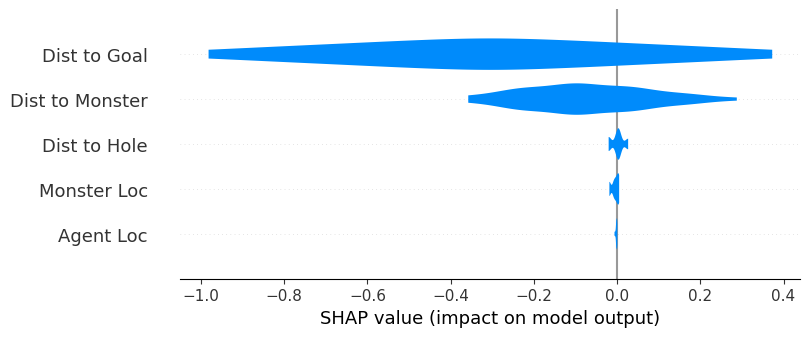 Dist to Goal
Dist to Monster
Dist to Hole
Monster Loc
Agent Loc
−1.0 −0.8 −0.6 −0.4 −0.2 0.0 0.2 0.4
SHAP value (impact on model output)